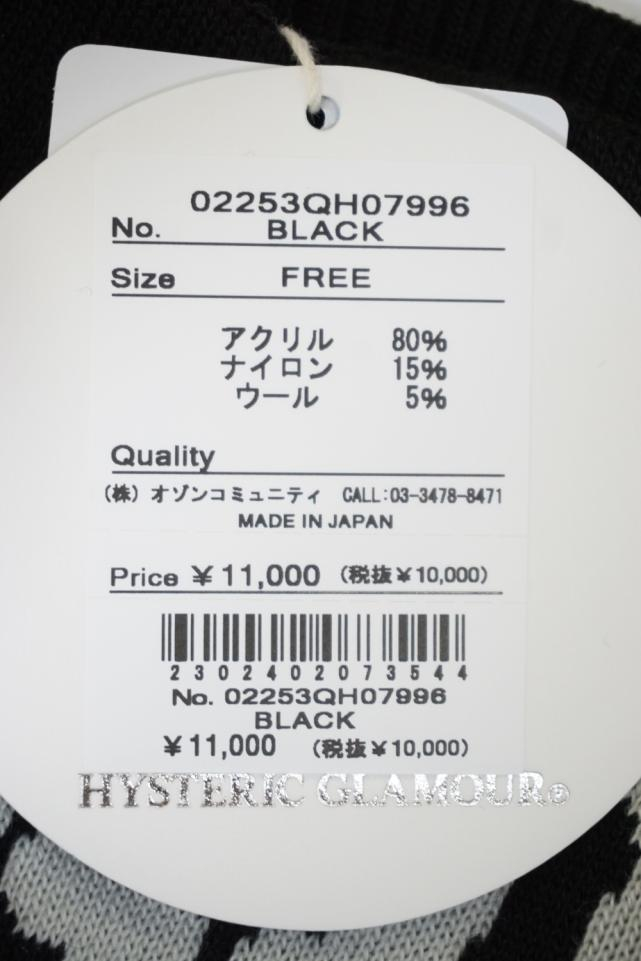 02253QH07996
No. BLACK
Size FREE
アクリル 80%
ナイロン 15%
ウール 5%
Quality
(株) オゾンコミュニティ CALL:03-3478-8471
MADE IN JAPAN
Price ¥11,000 (税抜¥10,000)
2302402073544
No. 02253QH07996
BLACK
¥11,000 (税抜¥10,000)
HYSTERIC GLAMOUR®